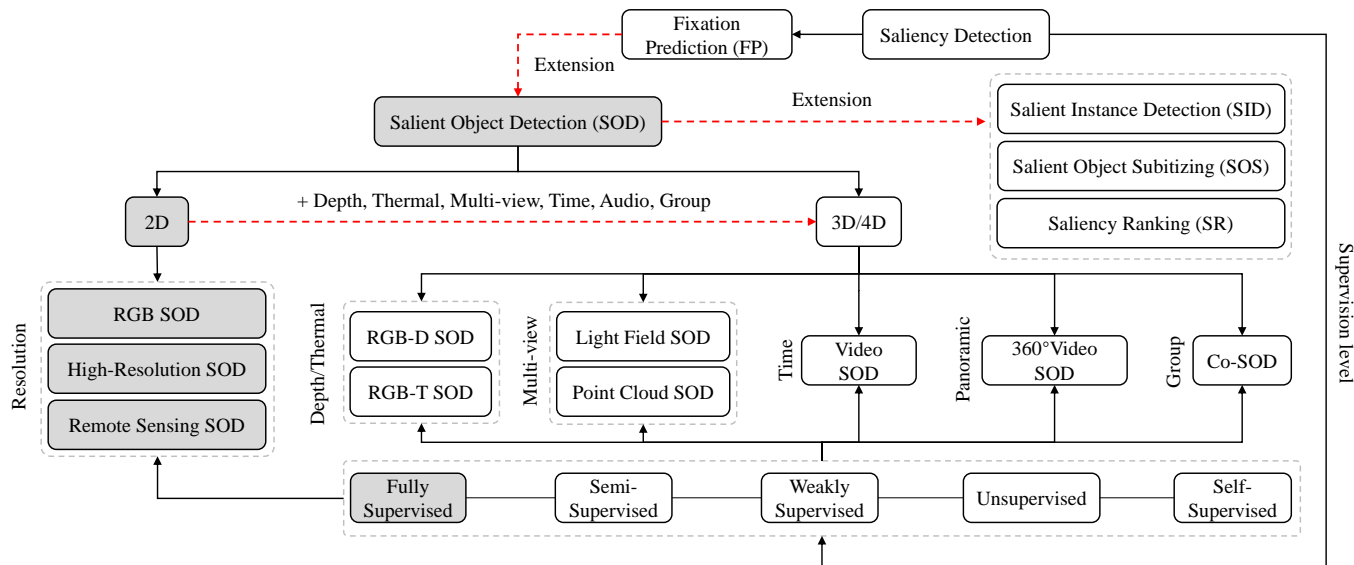 Fixation
Prediction (FP)
Saliency Detection
Extension
Salient Object Detection (SOD)
Extension
Salient Instance Detection (SID)
Salient Object Subitizing (SOS)
Saliency Ranking (SR)
2D
+ Depth, Thermal, Multi-view, Time, Audio, Group
3D/4D
Supervision level
Resolution
RGB SOD
High-Resolution SOD
Remote Sensing SOD
Depth/Thermal
RGB-D SOD
RGB-T SOD
Multi-view
Light Field SOD
Point Cloud SOD
Time
Video
SOD
Panoramic
360°Video
SOD
Group
Co-SOD
Fully
Supervised
Semi-
Supervised
Weakly
Supervised
Unsupervised
Self-
Supervised